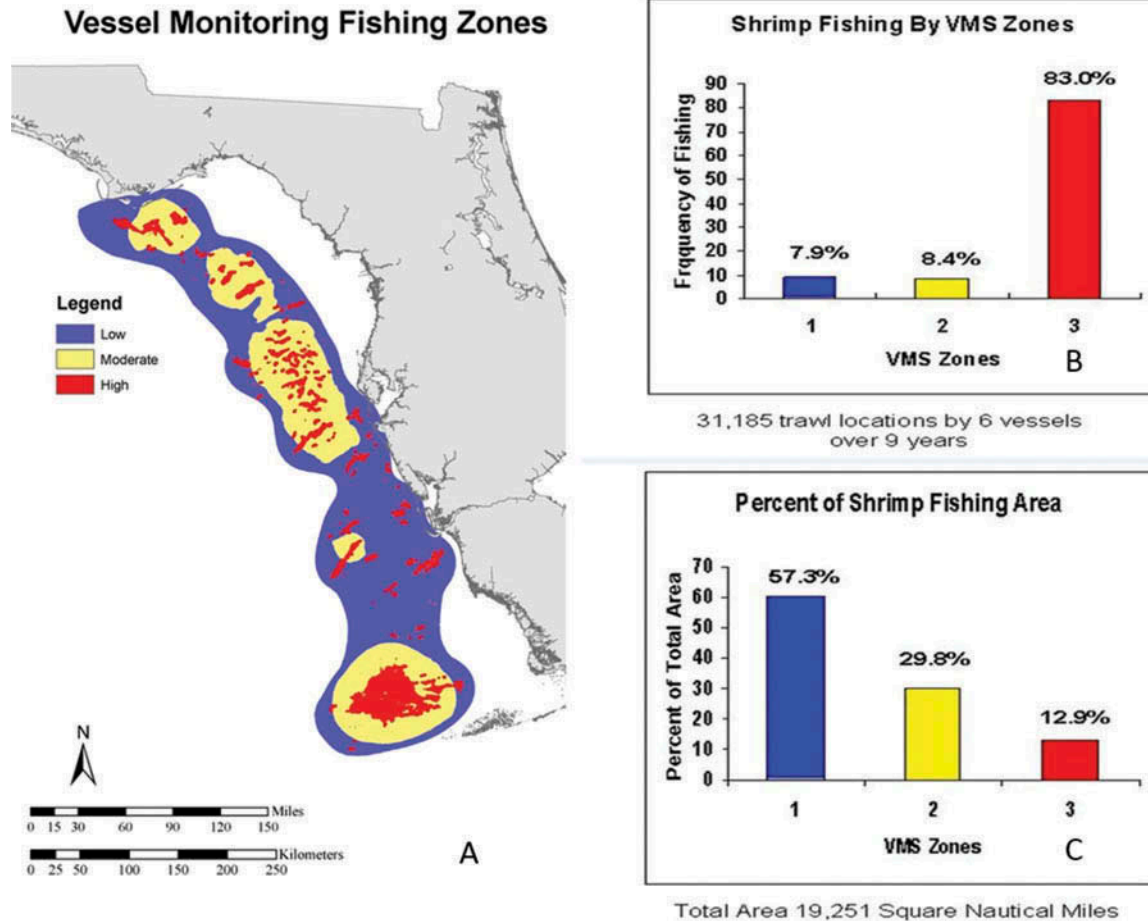 Vessel Monitoring Fishing Zones
Legend
Low
Moderate
High
N
Miles
0 15 30 60 90 120 150
Kilometers
0 25 50 100 150 200 250
A
Shrimp Fishing By VMS Zones
Frqquency of Fishing
90
80
70
60
50
40
30
20
10
0
7.9%
8.4%
83.0%
1 2 3
VMS Zones
B
31,185 trawl locations by 6 vessels
over 9 years
Percent of Shrimp Fishing Area
Percent of Total Area
70
60
50
40
30
20
10
0
57.3%
29.8%
12.9%
1 2 3
VMS Zones
C
Total Area 19,251 Square Nautical Miles